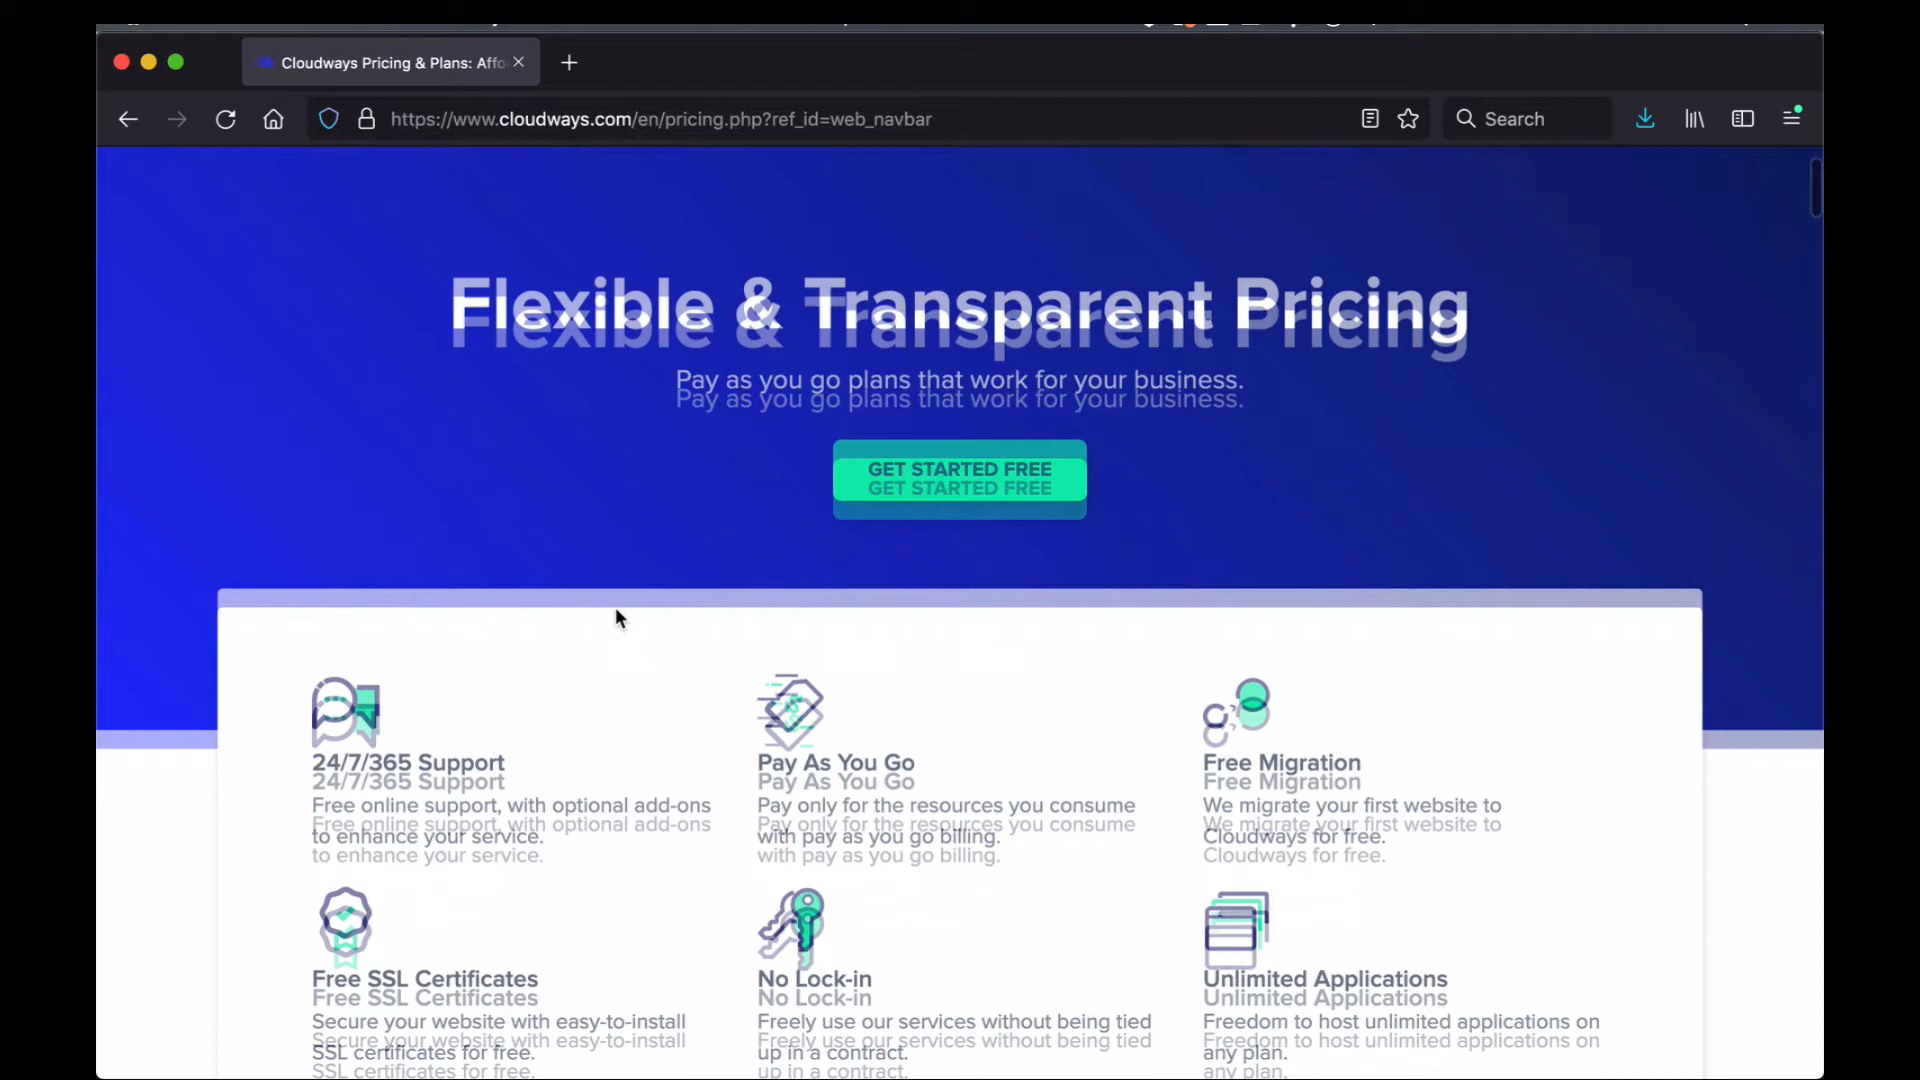 Cloudways Pricing & Plans: Affo
https://www.cloudways.com/en/pricing.php?ref_id=web_navbar
Search
Flexible & Transparent Pricing
Pay as you go plans that work for your business.
GET STARTED FREE
24/7/365 Support
Free online support, with optional add-ons
to enhance your service.
Pay As You Go
Pay only for the resources you consume
with pay as you go billing.
Free Migration
We migrate your first website to
Cloudways for free.
Free SSL Certificates
Secure your website with easy-to-install
SSL certificates for free.
No Lock-in
Freely use our services without being tied
up in a contract.
Unlimited Applications
Freedom to host unlimited applications on
any plan.